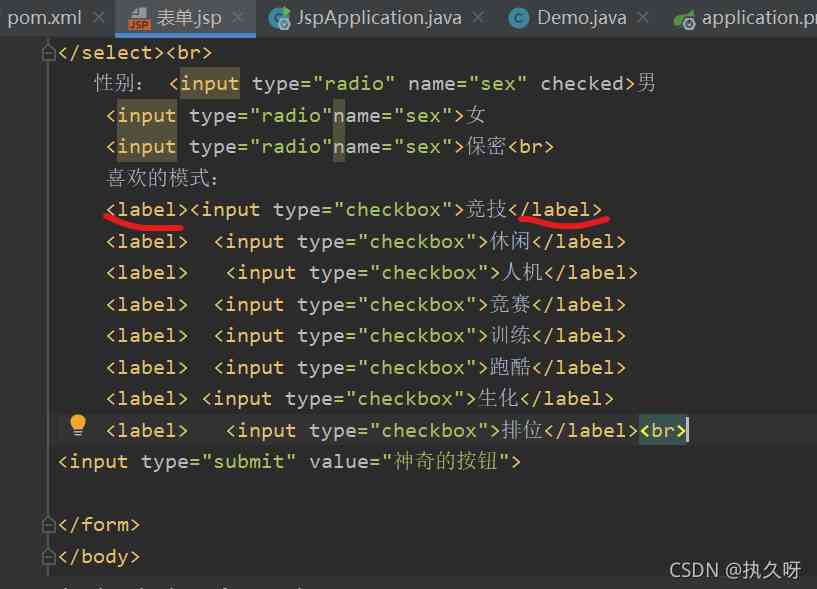 pom.xml 表单.jsp JspApplication.java Demo.java application.pr
</select><br>
性别： <input type="radio" name="sex" checked>男
<input type="radio"name="sex">女
<input type="radio"name="sex">保密<br>
喜欢的模式：
<label><input type="checkbox">竞技</label>
<label>  <input type="checkbox">休闲</label>
<label>   <input type="checkbox">人机</label>
<label>  <input type="checkbox">竞赛</label>
<label>  <input type="checkbox">训练</label>
<label>  <input type="checkbox">跑酷</label>
<label> <input type="checkbox">生化</label>
<label>   <input type="checkbox">排位</label><br>
<input type="submit" value="神奇的按钮">
</form>
</body>
CSDN @执久呀